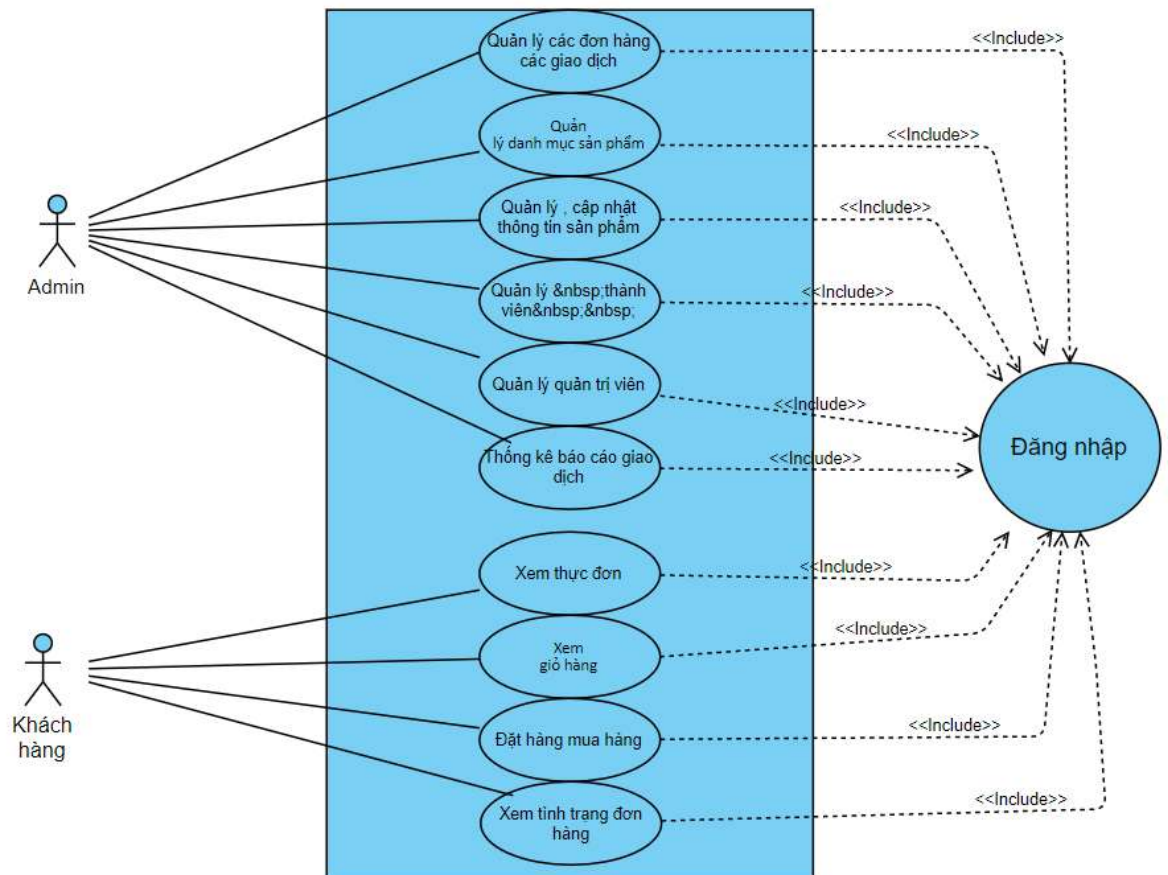 Quản lý các đơn hàng
các giao dịch
<<Include>>
Quản
lý danh mục sản phẩm
<<Include>>
Quản lý , cập nhật
thông tin sản phẩm
<<Include>>
Admin
Quản lý &nbsp;thành
viên&nbsp;&nbsp;
<<Include>>
Quản lý quản trị viên
<<Include>>
Đăng nhập
Thống kê báo cáo giao
dịch
<<Include>>
Xem thực đơn
<<Include>>
Xem
giỏ hàng
<<Include>>
Khách
hàng
Đặt hàng mua hàng
<<Include>>
Xem tình trạng đơn
hàng
<<Include>>